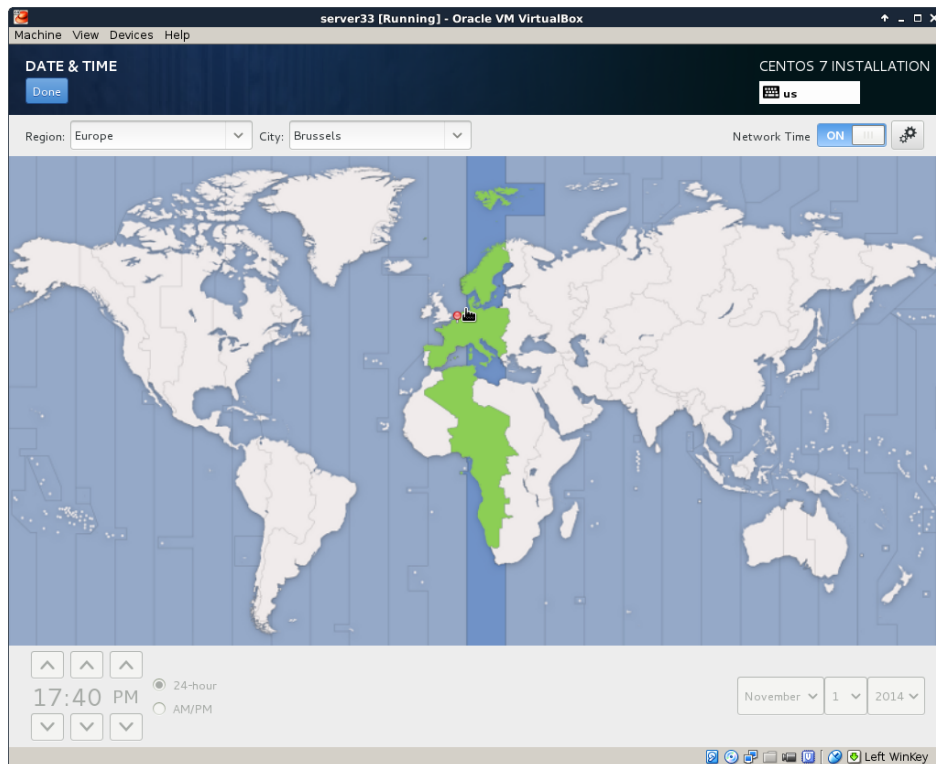 server33 [Running] - Oracle VM VirtualBox
Machine View Devices Help
DATE & TIME
CENTOS 7 INSTALLATION
Done
us
Region: Europe City: Brussels Network Time ON
17:40 PM
24-hour
AM/PM
November 1 2014
Left WinKey